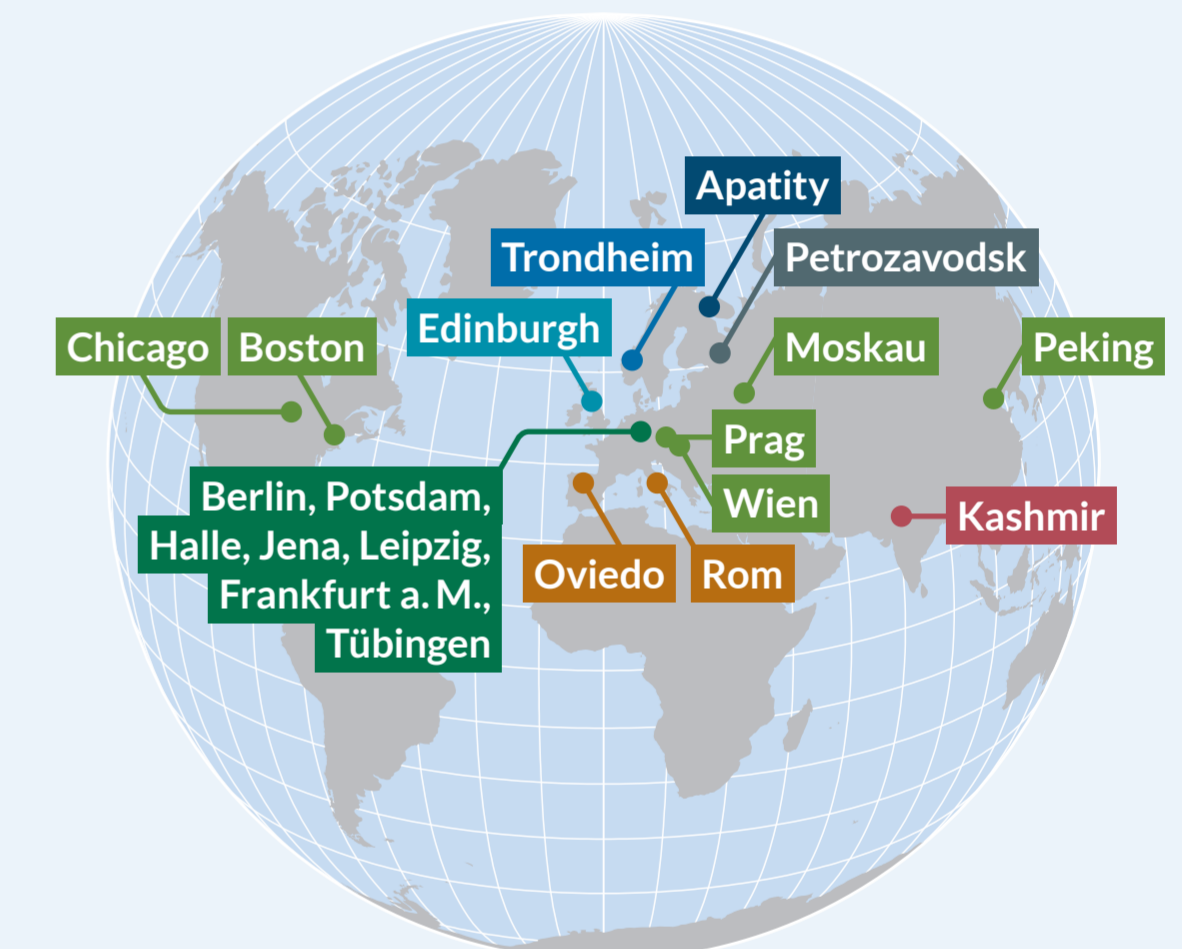 Apatity
Trondheim
Petrozavodsk
Edinburgh
Chicago
Boston
Moskau
Peking
Prag
Berlin, Potsdam,
Halle, Jena, Leipzig,
Frankfurt a. M.,
Tübingen
Wien
Kashmir
Oviedo
Rom